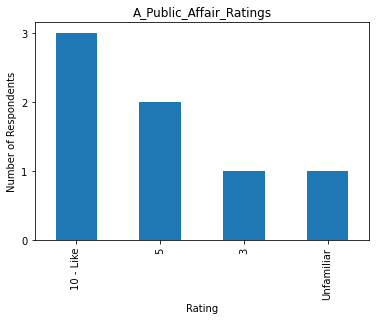 A_Public_Affair_Ratings
Number of Respondents
3
2
1
0
10 - Like
5
3
Unfamiliar
Rating